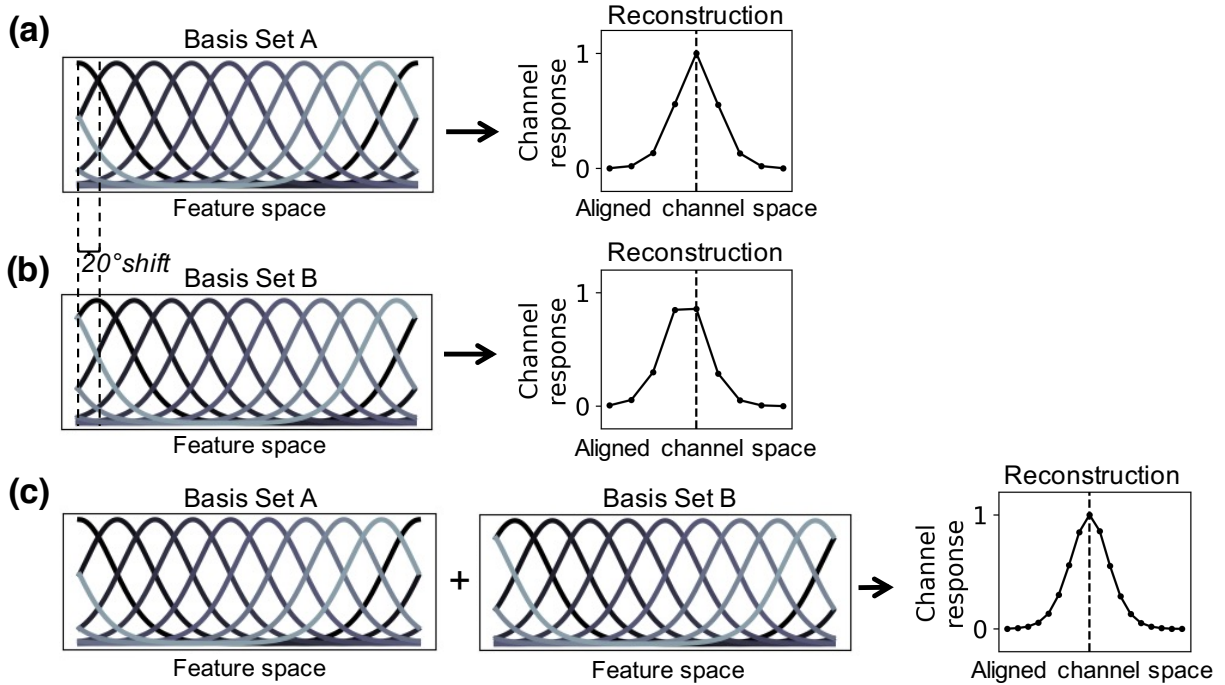 (a)
Basis Set A
Feature space
Reconstruction
Channel
response
1
0
Aligned channel space
20°shift
(b)
Basis Set B
Feature space
Reconstruction
Channel
response
1
0
Aligned channel space
(c)
Basis Set A
Feature space
+
Basis Set B
Feature space
Reconstruction
Channel
response
1
0
Aligned channel space